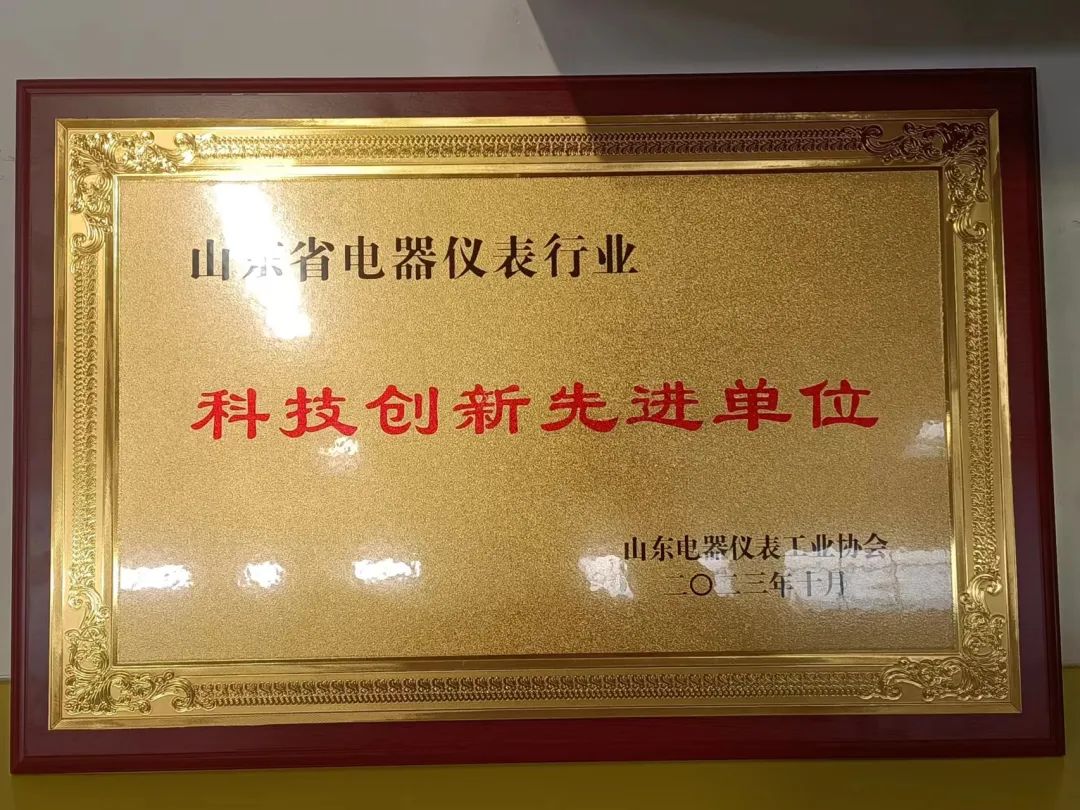 山东省电器仪表行业
科技创新先进单位
山东电器仪表工业协会
二〇二三年十月